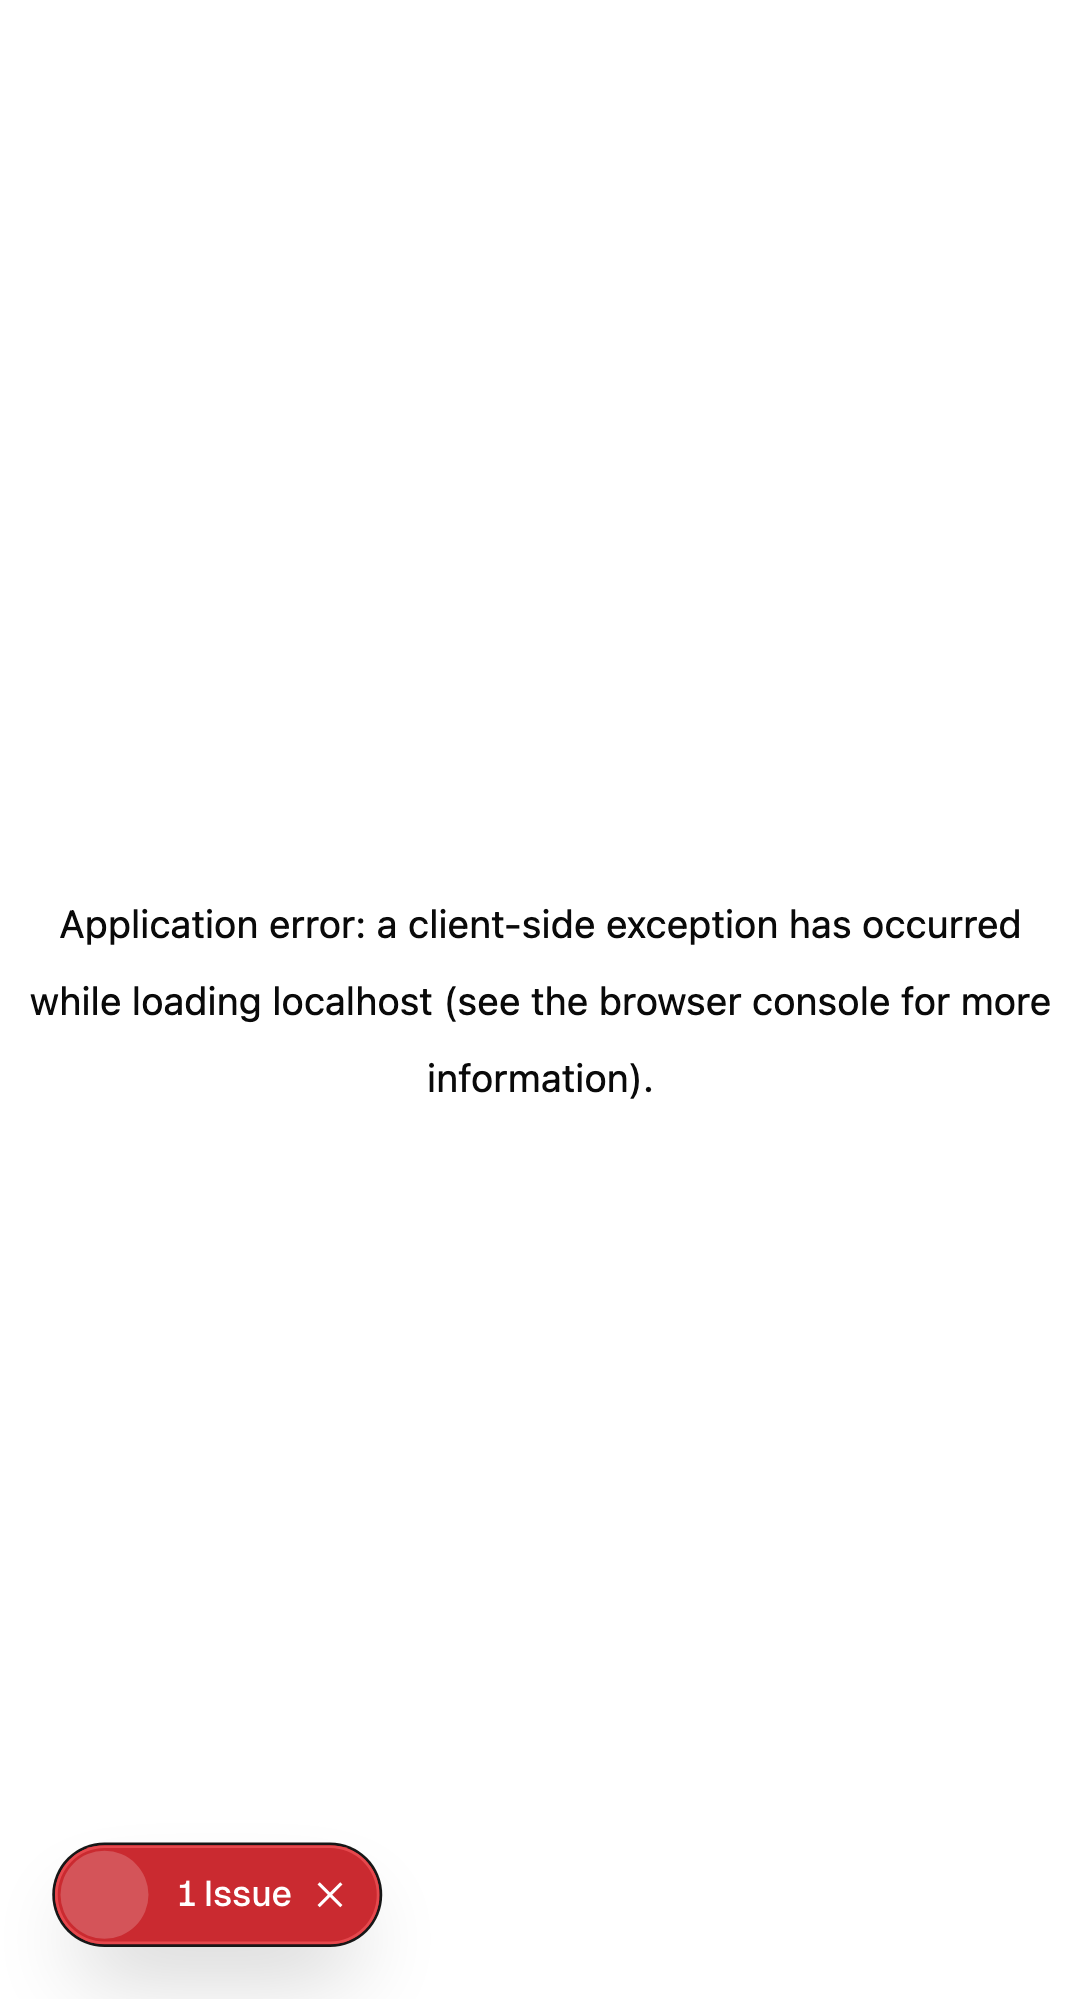 Application error: a client-side exception has occurred
while loading localhost (see the browser console for more
information).
1 Issue